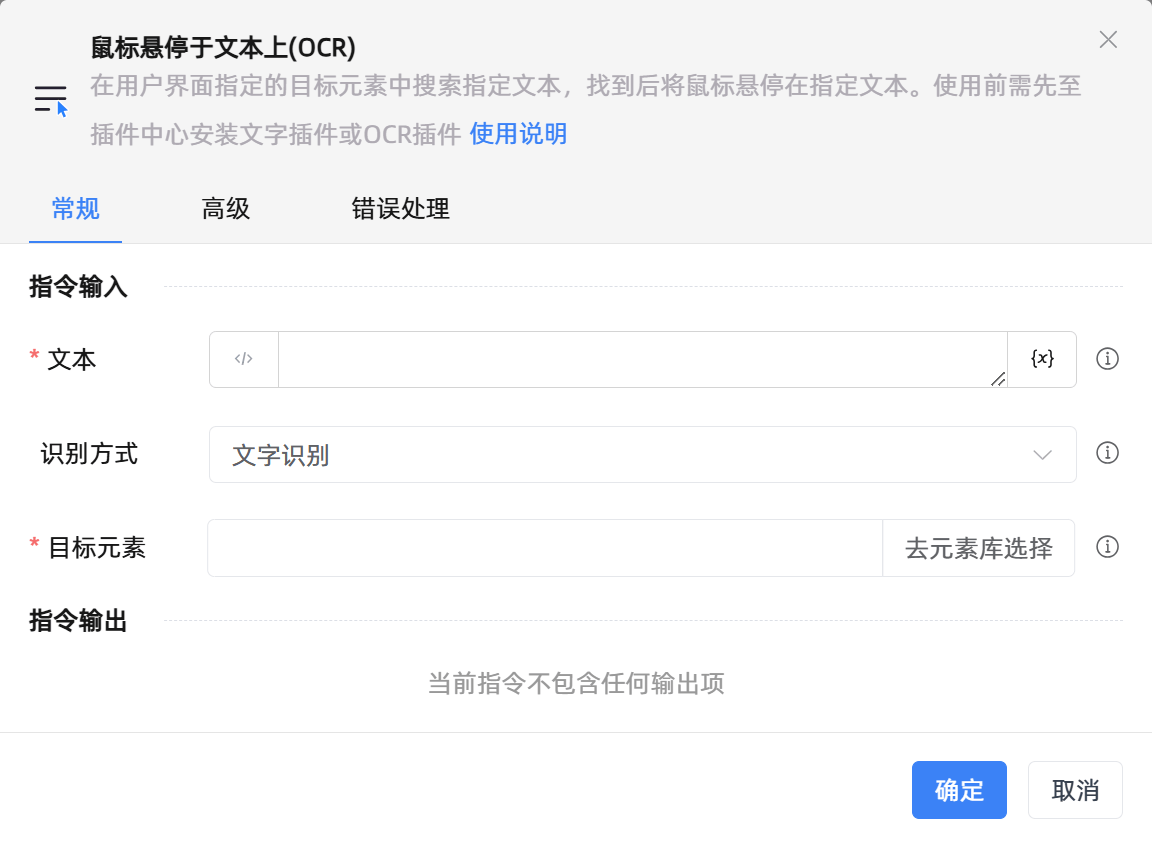 鼠标悬停于文本上(OCR)
在用户界面指定的目标元素中搜索指定文本，找到后将鼠标悬停在指定文本。使用前需先至
插件中心安装文字插件或OCR插件 使用说明
常规 高级 错误处理
指令输入
* 文本 </> {x}
识别方式 文字识别
* 目标元素 去元素库选择
指令输出
当前指令不包含任何输出项
确定 取消